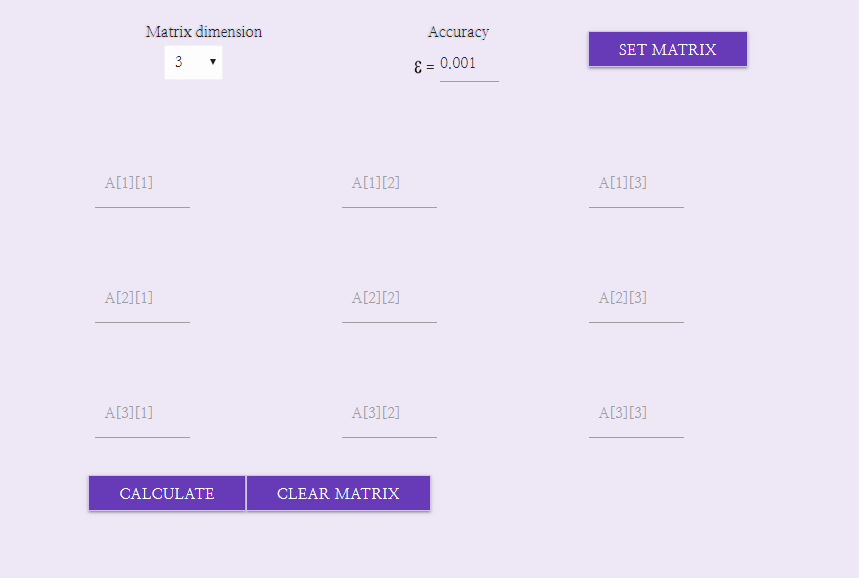 Matrix dimension
Accuracy
3
ε = 0.001
SET MATRIX
A[1][1] A[1][2] A[1][3]
A[2][1] A[2][2] A[2][3]
A[3][1] A[3][2] A[3][3]
CALCULATE
CLEAR MATRIX